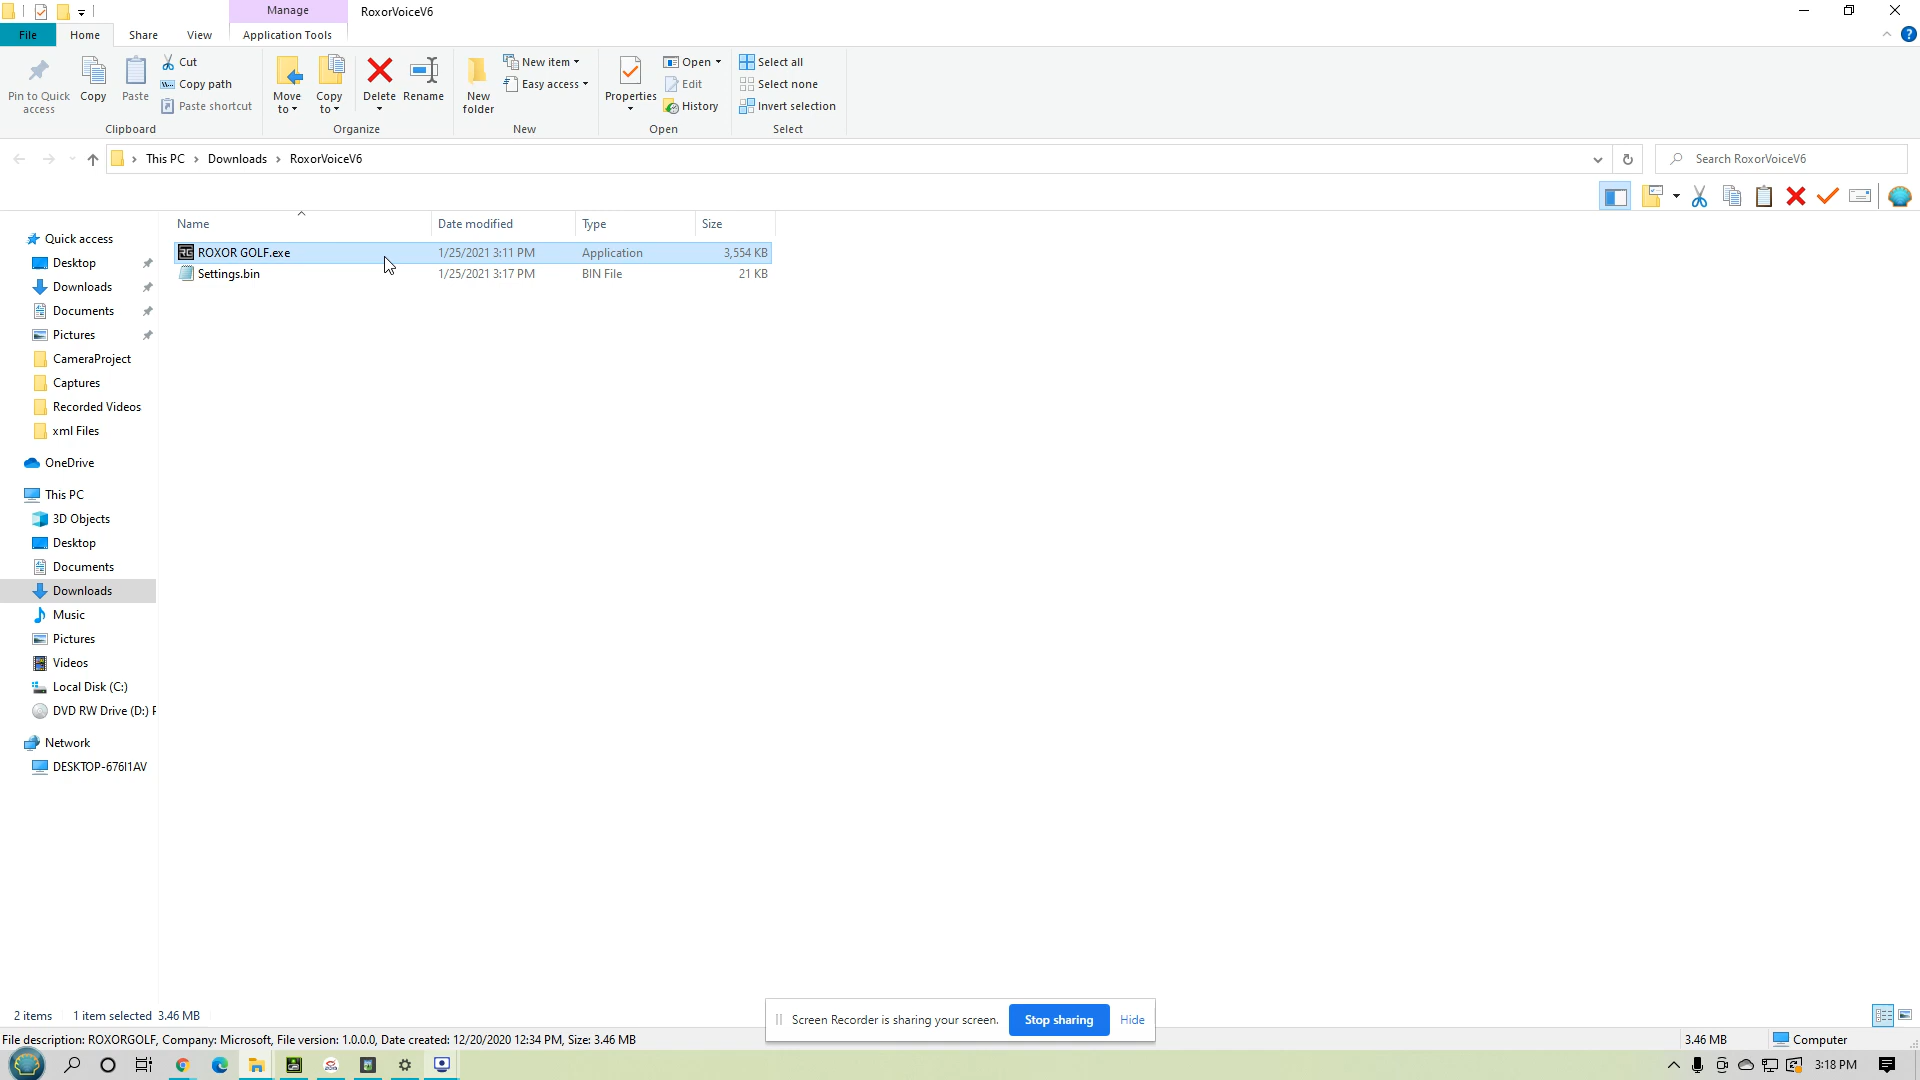 Manage
RoxorVoiceV6
File
Home
Share
View
Application Tools
Pin to Quick access
Copy
Paste
Cut
Copy path
Paste shortcut
Clipboard
Move to
Copy to
Delete
Rename
Organize
New folder
New item
Easy access
New
Properties
Open
Edit
History
Open
Select all
Select none
Invert selection
Select
This PC
Downloads
RoxorVoiceV6
Search RoxorVoiceV6
Name
Date modified
Type
Size
ROXOR GOLF.exe 1/25/2021 3:11 PM Application 3,554 KB
Settings.bin 1/25/2021 3:17 PM BIN File 21 KB
Quick access
Desktop
Downloads
Documents
Pictures
CameraProject
Captures
Recorded Videos
xml Files
OneDrive
This PC
3D Objects
Desktop
Documents
Downloads
Music
Pictures
Videos
Local Disk (C:)
DVD RW Drive (D:)
Network
DESKTOP-676I1AV
2 items 1 item selected 3.46 MB
Screen Recorder is sharing your screen.
Stop sharing
Hide
File description: ROXORGOLF, Company: Microsoft, File version: 1.0.0.0, Date created: 12/20/2020 12:34 PM, Size: 3.46 MB
3.46 MB
Computer
3:18 PM